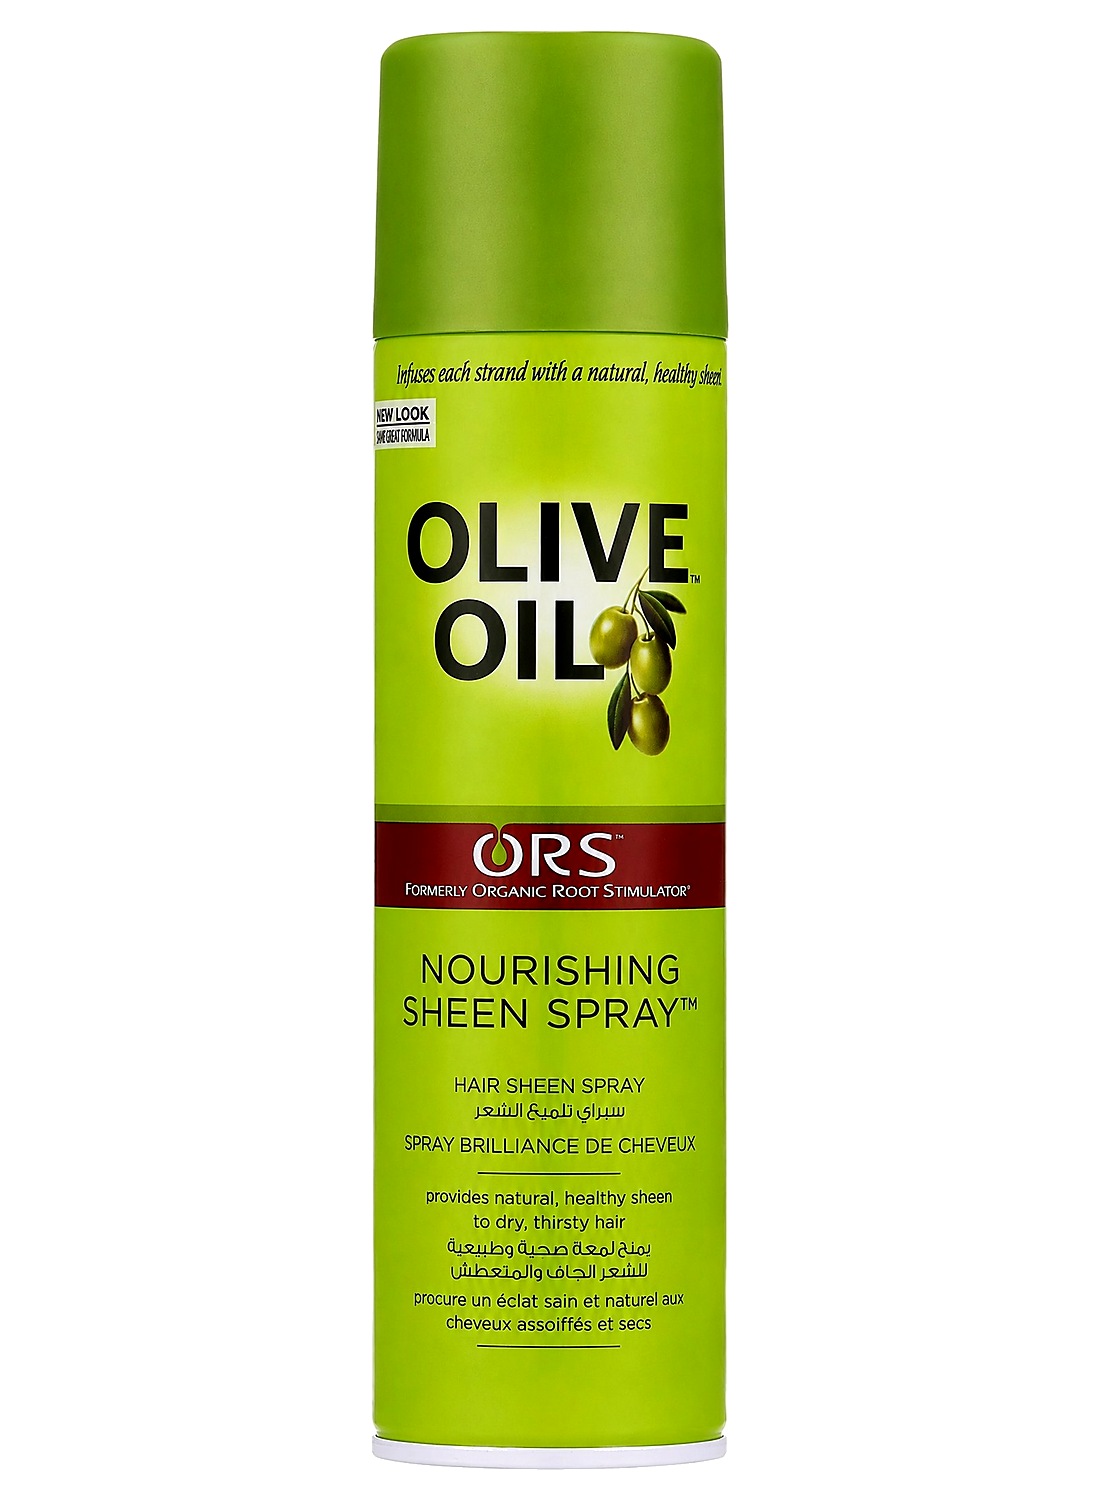 Infuses each strand with a natural, healthy sheen.
NEW LOOK
SAME GREAT FORMULA
OLIVE™
OIL
ORS™
FORMERLY ORGANIC ROOT STIMULATOR®
NOURISHING
SHEEN SPRAY™
HAIR SHEEN SPRAY
سبراي تلميع الشعر
SPRAY BRILLIANCE DE CHEVEUX
provides natural, healthy sheen
to dry, thirsty hair
يمنح لمعة صحية وطبيعية
للشعر الجاف والمتعطش
procure un éclat sain et naturel aux
cheveux assoiffés et secs